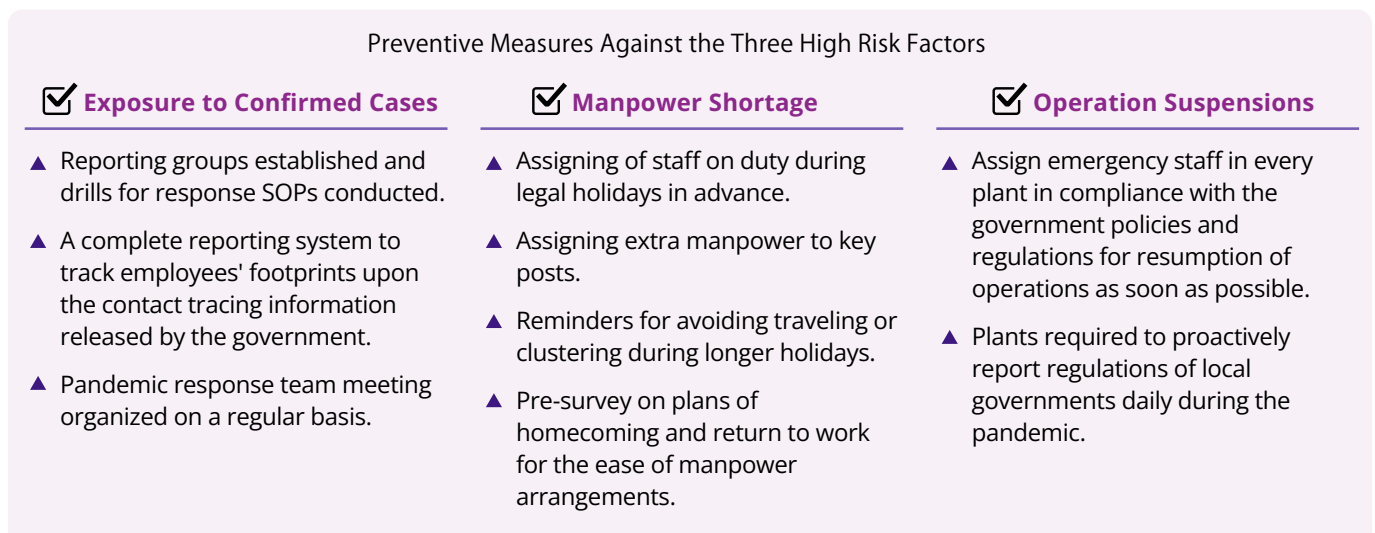 Preventive Measures Against the Three High Risk Factors
Exposure to Confirmed Cases
Reporting groups established and
drills for response SOPs conducted.
A complete reporting system to
track employees' footprints upon
the contact tracing information
released by the government.
Pandemic response team meeting
organized on a regular basis.
Manpower Shortage
Assigning of staff on duty during
legal holidays in advance.
Assigning extra manpower to key
posts.
Reminders for avoiding traveling or
clustering during longer holidays.
Pre-survey on plans of
homecoming and return to work
for the ease of manpower
arrangements.
Operation Suspensions
Assign emergency staff in every
plant in compliance with the
government policies and
regulations for resumption of
operations as soon as possible.
Plants required to proactively
report regulations of local
governments daily during the
pandemic.